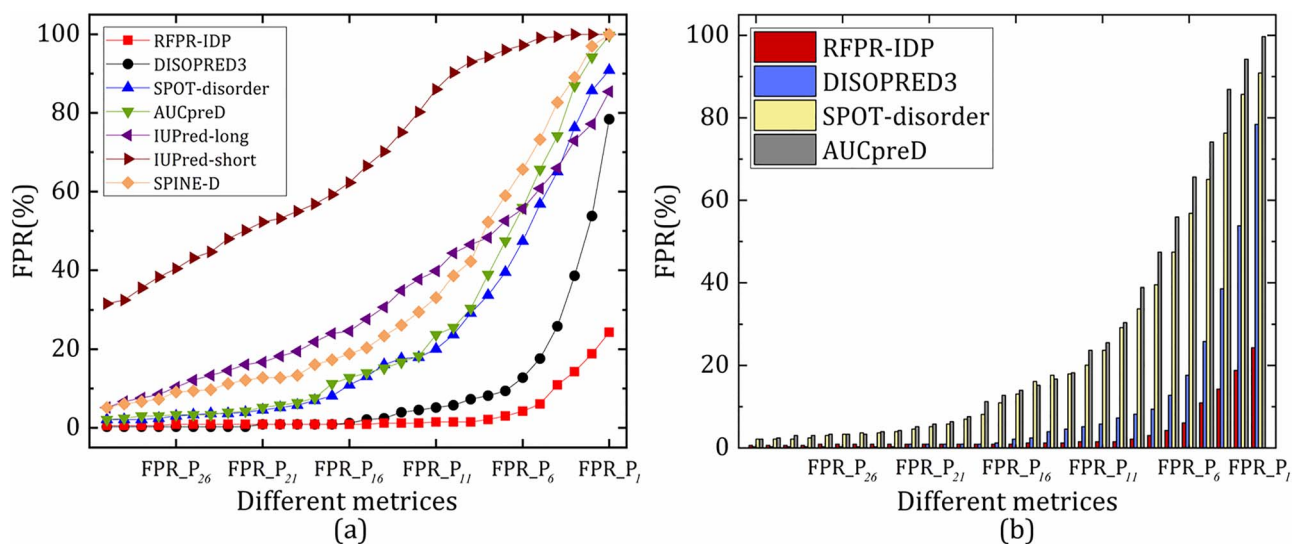 100
80
60
40
20
0
FPR(%)
RFPR-IDP
DISOPRED3
SPOT-disorder
AUCpreD
IUPred-long
IUPred-short
SPINE-D
FPR_P26 FPR_P21 FPR_P16 FPR_P11 FPR_P6 FPR_P1
Different metrices
(a)
100
80
60
40
20
0
FPR(%)
RFPR-IDP
DISOPRED3
SPOT-disorder
AUCpreD
FPR_P26 FPR_P21 FPR_P16 FPR_P11 FPR_P6 FPR_P1
Different metrices
(b)